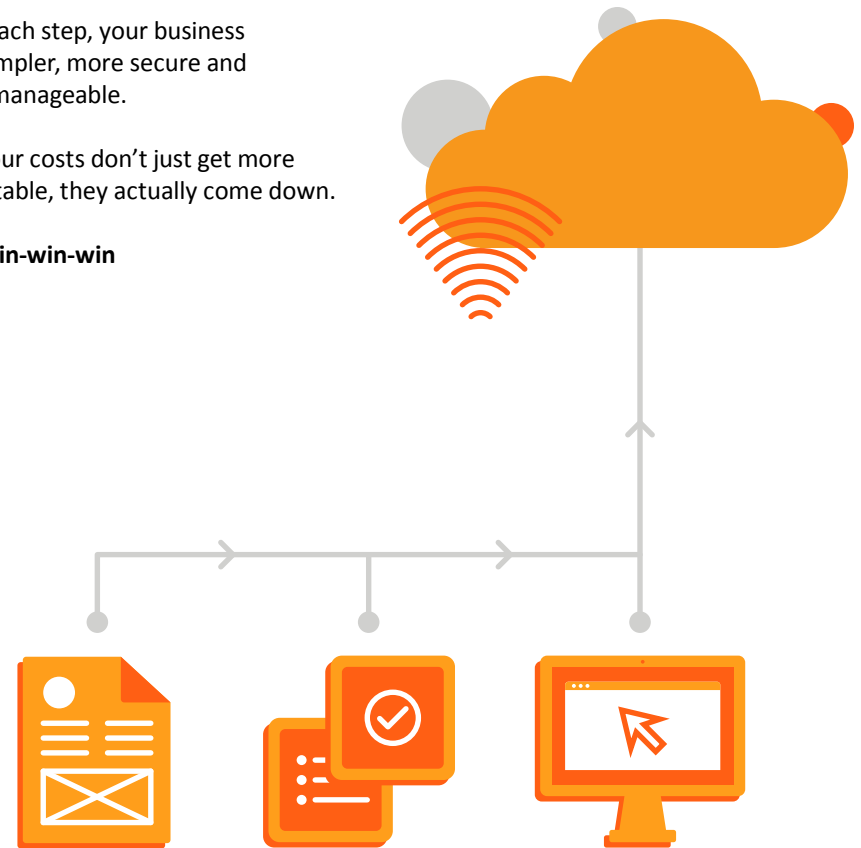 ach step, your business
mpler, more secure and
manageable.
ur costs don’t just get more
table, they actually come down.
in-win-win